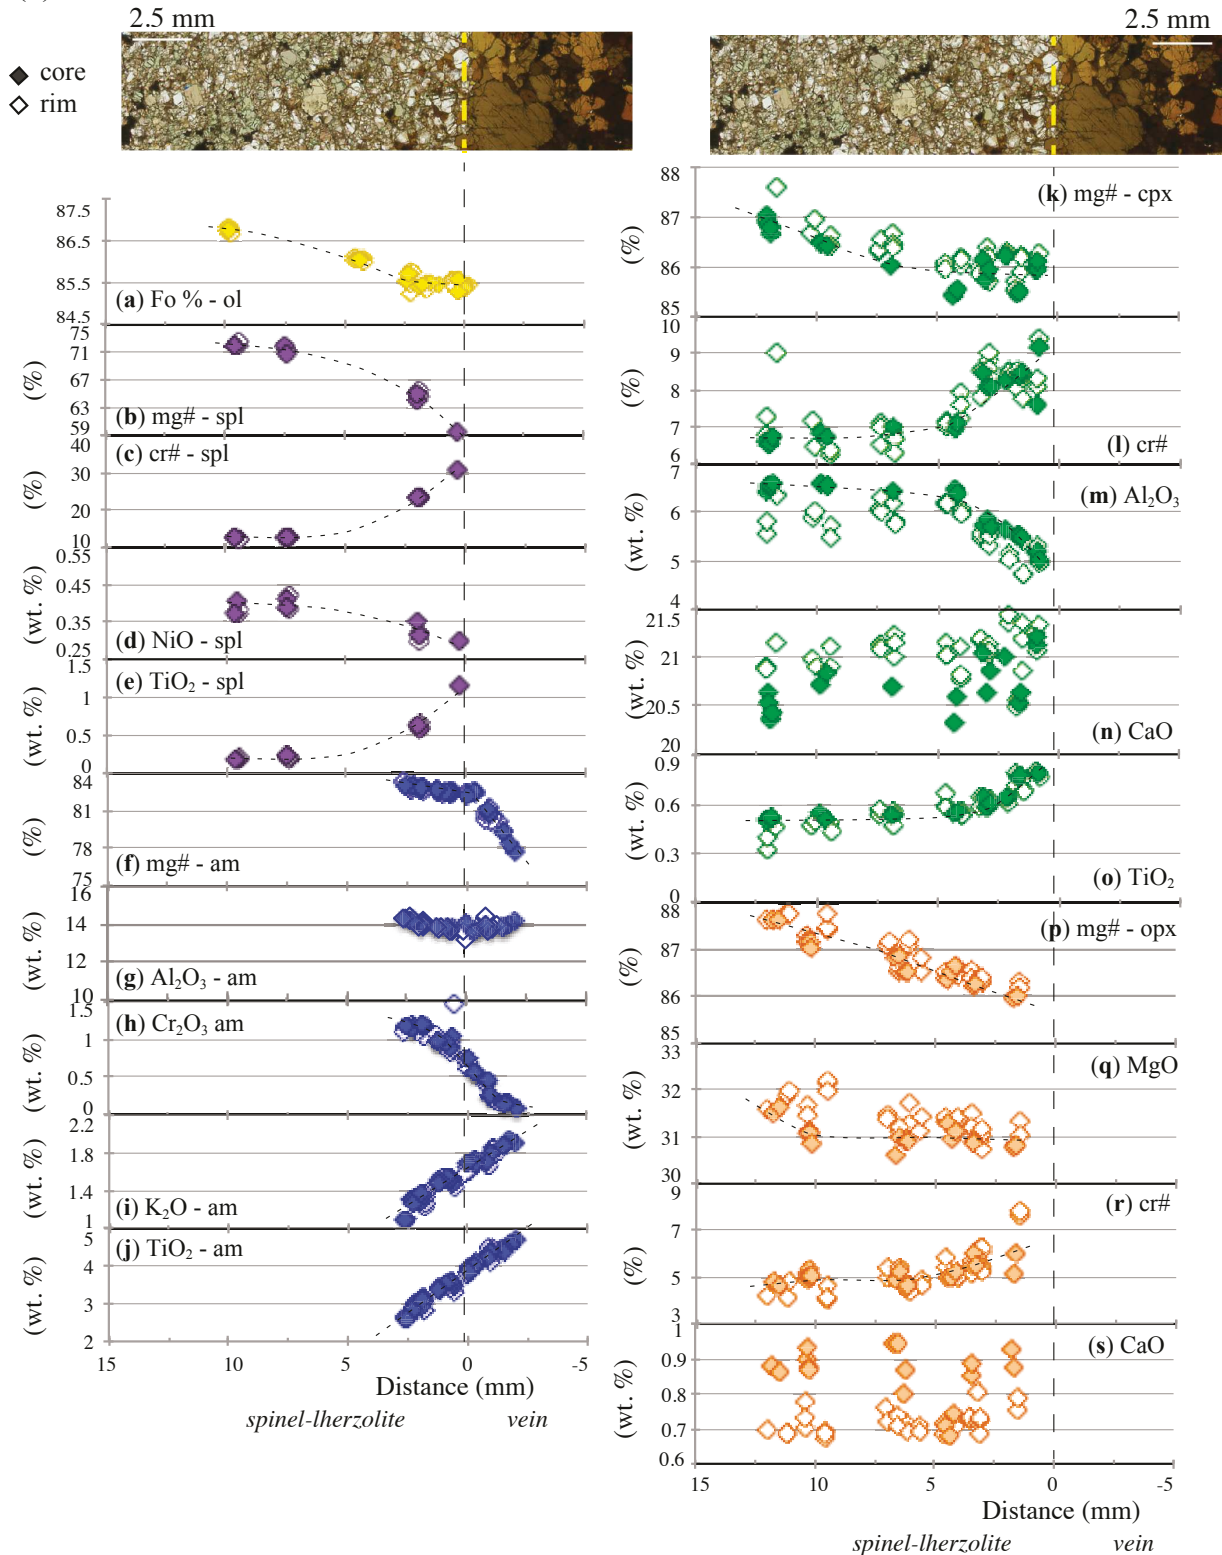 2.5 mm
2.5 mm
core
rim
87.5
86.5
85.5
84.5
(a) Fo % - ol
75
71
67
63
59
(%)
(b) mg# - spl
40
30
20
10
(%)
(c) cr# - spl
0.55
0.45
0.35
0.25
(wt. %)
(d) NiO - spl
1.5
1
0.5
0
(wt. %)
(e) TiO₂ - spl
84
81
78
75
(%)
(f) mg# - am
16
14
12
10
(wt. %)
(g) Al₂O₃ - am
1.5
1
0.5
0
(wt. %)
(h) Cr₂O₃ am
2.2
1.8
1.4
1
(wt. %)
(i) K₂O - am
5
4
3
2
(wt. %)
(j) TiO₂ - am
15 10 5 0 -5
Distance (mm)
spinel-lherzolite vein
88
87
86
85
(%)
(k) mg# - cpx
10
9
8
7
6
(%)
(l) cr#
7
6
5
4
(wt. %)
(m) Al₂O₃
21.5
21
20.5
20
(wt. %)
(n) CaO
0.9
0.6
0.3
0
(wt. %)
(o) TiO₂
88
87
86
85
(%)
(p) mg# - opx
33
32
31
30
(wt. %)
(q) MgO
9
7
5
3
(%)
(r) cr#
1
0.9
0.8
0.7
0.6
(wt. %)
(s) CaO
15 10 5 0 -5
Distance (mm)
spinel-lherzolite vein